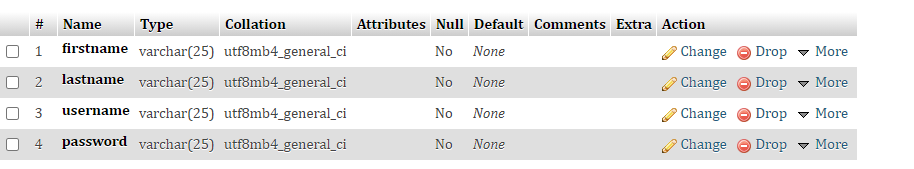 # Name Type Collation Attributes Null Default Comments Extra Action
1 firstname varchar(25) utf8mb4_general_ci No None Change Drop More
2 lastname varchar(25) utf8mb4_general_ci No None Change Drop More
3 username varchar(25) utf8mb4_general_ci No None Change Drop More
4 password varchar(25) utf8mb4_general_ci No None Change Drop More